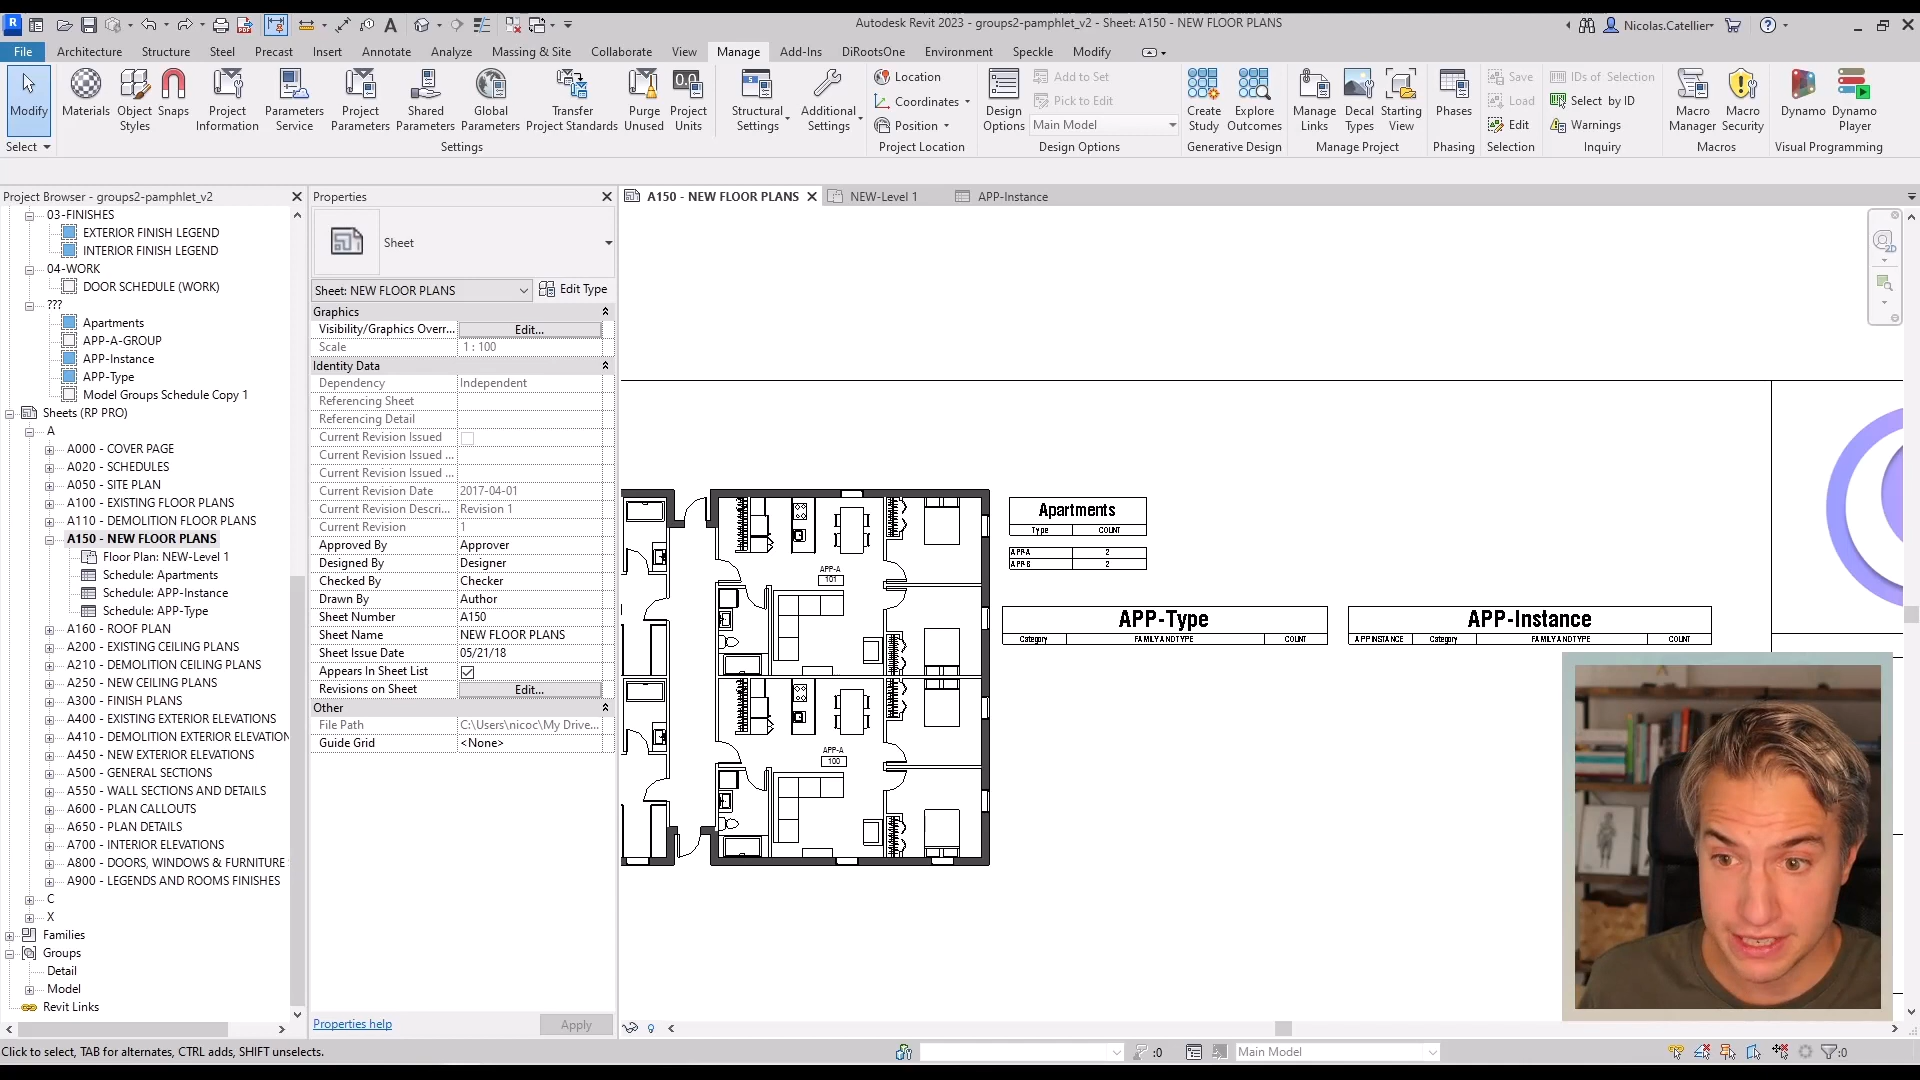 Autodesk Revit 2023 - groups2-pamphlet_v2 - Sheet: A150 - NEW FLOOR PLANS
Nicolas.Catellier
File Architecture Structure Steel Precast Insert Annotate Analyze Massing & Site Collaborate View Manage Add-Ins DiRootsOne Environment Speckle Modify
Modify
Materials
Object Styles
Snaps
Project Information
Parameters Service
Project Parameters
Shared Parameters
Global Parameters
Transfer Project Standards
Purge Unused
Project Units
Structural Settings
Additional Settings
Location
Coordinates
Position
Design Options
Add to Set
Pick to Edit
Main Model
Create Study
Explore Outcomes
Manage Links
Decal Types
Starting View
Phases
Save
Load
Edit
IDs of Selection
Select by ID
Warnings
Macro Manager
Macro Security
Dynamo
Dynamo Player
Select
Settings
Project Location
Design Options
Generative Design
Manage Project
Phasing
Selection
Inquiry
Macros
Visual Programming
Project Browser - groups2-pamphlet_v2
03-FINISHES
EXTERIOR FINISH LEGEND
INTERIOR FINISH LEGEND
04-WORK
DOOR SCHEDULE (WORK)
???
Apartments
APP-A-GROUP
APP-Instance
APP-Type
Model Groups Schedule Copy 1
Sheets (RP PRO)
A
A000 - COVER PAGE
A020 - SCHEDULES
A050 - SITE PLAN
A100 - EXISTING FLOOR PLANS
A110 - DEMOLITION FLOOR PLANS
A150 - NEW FLOOR PLANS
Floor Plan: NEW-Level 1
Schedule: Apartments
Schedule: APP-Instance
Schedule: APP-Type
A160 - ROOF PLAN
A200 - EXISTING CEILING PLANS
A210 - DEMOLITION CEILING PLANS
A250 - NEW CEILING PLANS
A300 - FINISH PLANS
A400 - EXISTING EXTERIOR ELEVATIONS
A410 - DEMOLITION EXTERIOR ELEVATION
A450 - NEW EXTERIOR ELEVATIONS
A500 - GENERAL SECTIONS
A550 - WALL SECTIONS AND DETAILS
A600 - PLAN CALLOUTS
A650 - PLAN DETAILS
A700 - INTERIOR ELEVATIONS
A800 - DOORS, WINDOWS & FURNITURE
A900 - LEGENDS AND ROOMS FINISHES
C
X
Families
Groups
Detail
Model
Revit Links
Properties
Sheet
Sheet: NEW FLOOR PLANS
Edit Type
Graphics
Visibility/Graphics Overr... Edit...
Scale 1 : 100
Identity Data
Dependency Independent
Referencing Sheet
Referencing Detail
Current Revision Issued
Current Revision Issued ...
Current Revision Issued ...
Current Revision Date 2017-04-01
Current Revision Descri... Revision 1
Current Revision 1
Approved By Approver
Designed By Designer
Checked By Checker
Drawn By Author
Sheet Number A150
Sheet Name NEW FLOOR PLANS
Sheet Issue Date 05/21/18
Appears In Sheet List
Revisions on Sheet Edit...
Other
File Path C:\Users\nicoc\My Drive...
Guide Grid <None>
Properties help
Apply
A150 - NEW FLOOR PLANS
NEW-Level 1
APP-Instance
2D
APP-A
101
APP-A
100
Apartments
Type COUNT
APP-A 2
APP-B 2
APP-Type
Category FAMILY AND TYPE COUNT
APP-Instance
APP INSTANCE Category FAMILY AND TYPE COUNT
Click to select, TAB for alternates, CTRL adds, SHIFT unselects.
:0
Main Model
:0